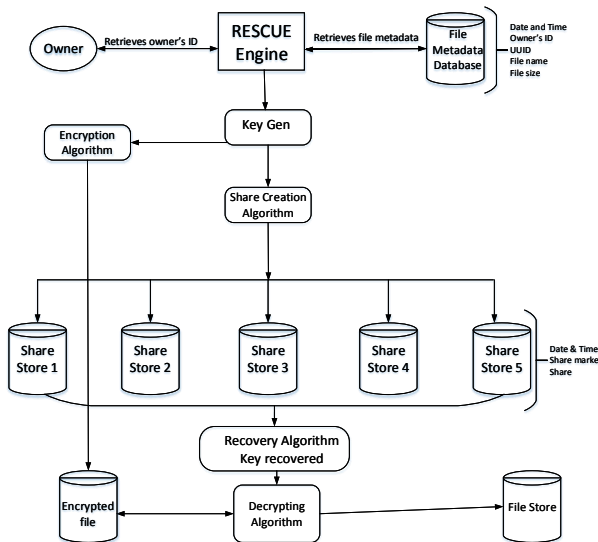 Owner
Retrieves owner's ID
RESCUE
Engine
Retrieves file metadata
File
Metadata
Database
Date and Time
Owner's ID
UUID
File name
File size
Key Gen
Encryption
Algorithm
Share Creation
Algorithm
Share
Store 1
Share
Store 2
Share
Store 3
Share
Store 4
Share
Store 5
Date & Time
Share marke
Share
Recovery Algorithm
Key recovered
Encrypted
file
Decrypting
Algorithm
File Store